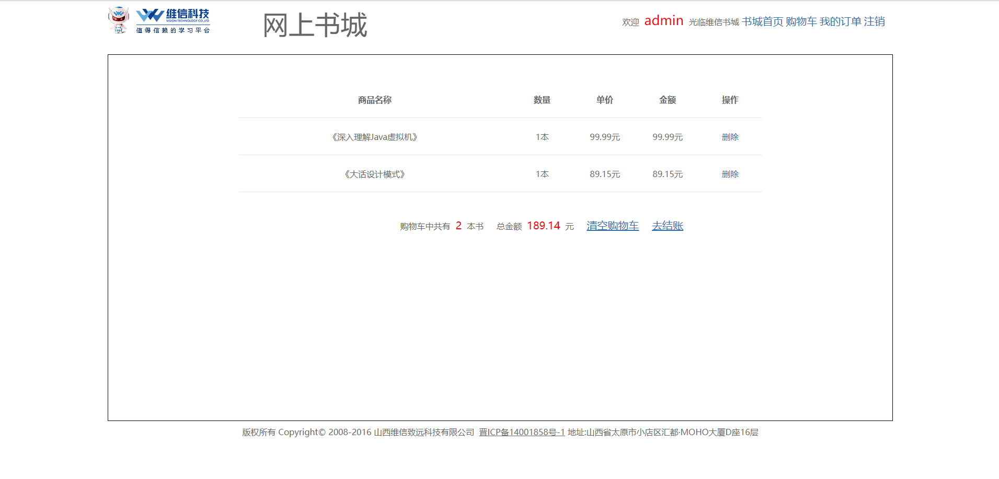 维信科技
VISION TECHNOLOGY CO.,LTD
值得信赖的学习平台
网上书城
欢迎 admin 光临维信书城 书城首页 购物车 我的订单 注销
商品名称 数量 单价 金额 操作
《深入理解Java虚拟机》 1本 99.99元 99.99元 删除
《大话设计模式》 1本 89.15元 89.15元 删除
购物车中共有 2 本书 总金额 189.14 元 清空购物车 去结账
版权所有 Copyright© 2008-2016 山西维信致远科技有限公司 晋ICP备14001858号-1 地址:山西省太原市小店区汇都·MOHO大厦D座16层